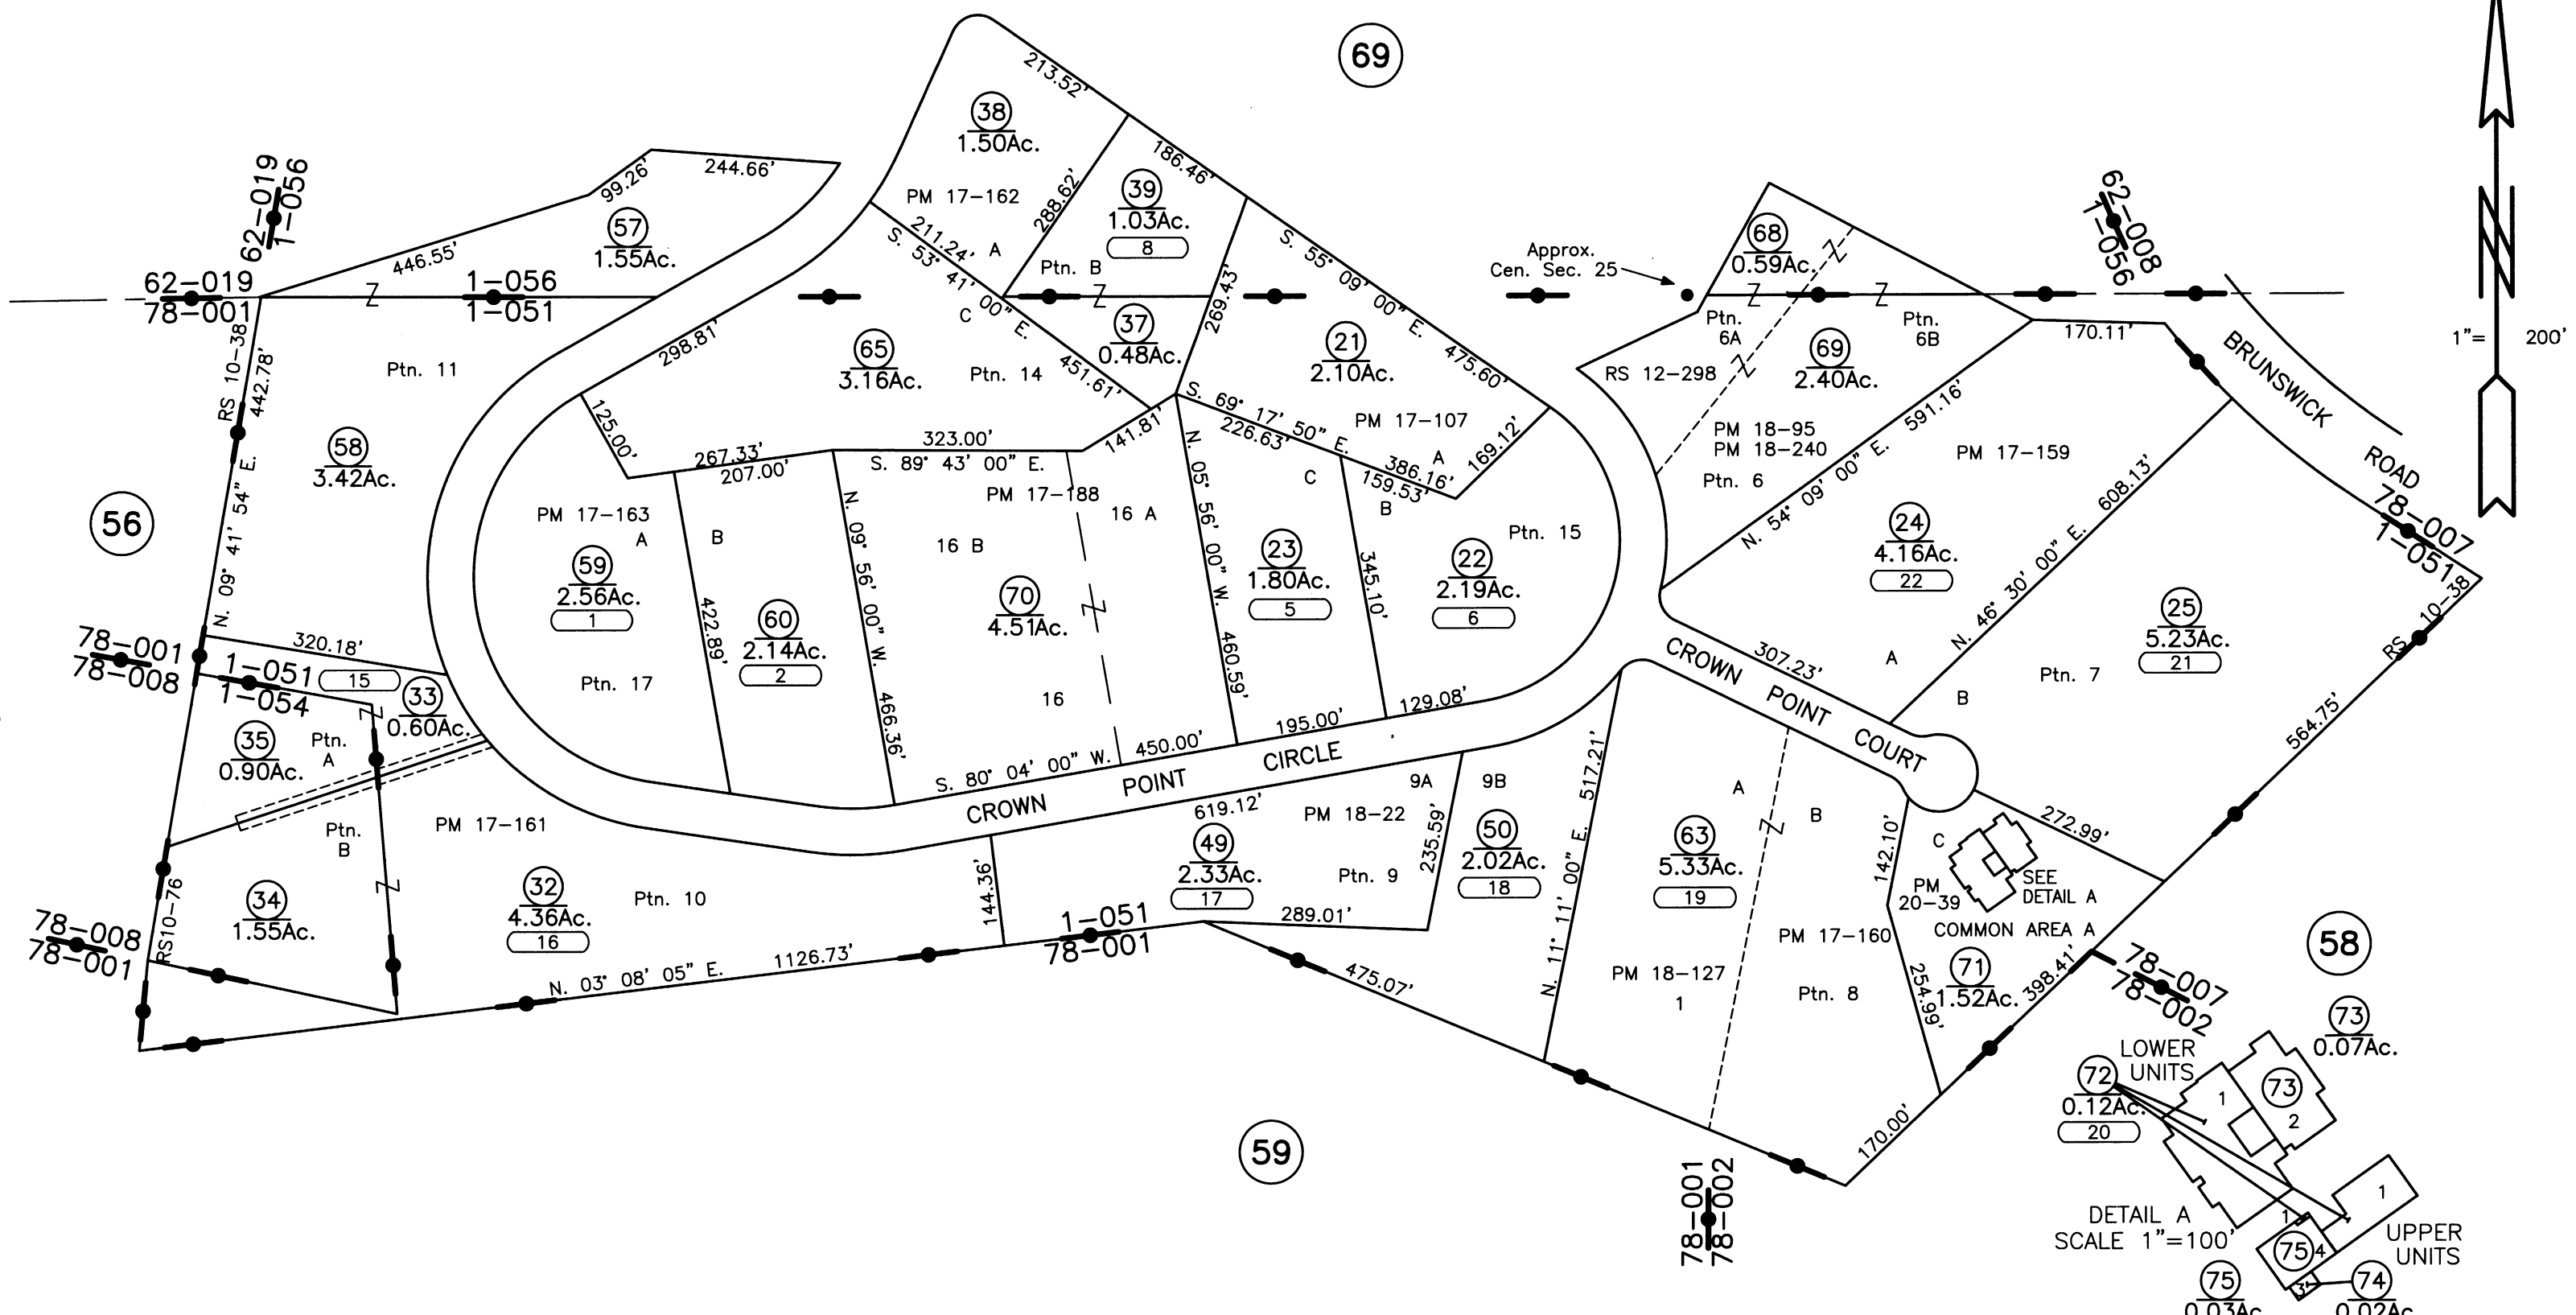 69
213.52'
38
1.50Ac.
PM 17-162
A
211.24'
S. 53° 41' 00" E.
451.61'
288.62'
186.46'
39
1.03Ac.
8
Ptn. B
269.43'
37
0.48Ac.
C
S. 55° 09' 00" E.
475.60'
21
2.10Ac.
PM 17-107
A
169.12'
S. 69° 17' 50" E.
226.63'
386.16'
159.53'
62-019
1-056
99.26'
244.66'
446.55'
57
1.55Ac.
62-019
78-001
1-056
1-051
RS 10-38
442.78'
N. 09° 41' 54" E.
Ptn. 11
58
3.42Ac.
56
298.81'
65
3.16Ac.
Ptn. 14
125.00'
267.33'
207.00'
323.00'
S. 89° 43' 00" E.
141.81'
Approx.
Cen. Sec. 25
68
0.59Ac.
62-008
1-056
Ptn.
6A
Ptn.
6B
69
2.40Ac.
RS 12-298
PM 18-95
PM 18-240
Ptn. 6
170.11'
591.16'
N. 54° 09' 00" E.
PM 17-159
BRUNSWICK
ROAD
1"= 200'
78-007
1-051
RS 10-38
608.13'
N. 46° 30' 00" E.
24
4.16Ac.
22
A
25
5.23Ac.
21
Ptn. 7
B
564.75'
PM 17-163
A
59
2.56Ac.
1
Ptn. 17
B
60
2.14Ac.
2
422.89'
N. 09° 56' 00" W.
466.36'
PM 17-188
16 B
16 A
70
4.51Ac.
16
N. 05° 56' 00" W.
460.59'
C
23
1.80Ac.
5
345.10'
B
22
2.19Ac.
6
Ptn. 15
S. 80° 04' 00" W.
450.00'
195.00'
129.08'
CROWN POINT CIRCLE
78-001
78-008
320.18'
1-051
1-054
15
33
0.60Ac.
35
0.90Ac.
Ptn.
A
Ptn.
B
34
1.55Ac.
RS10-76
78-008
78-001
PM 17-161
32
4.36Ac.
16
Ptn. 10
N. 03° 08' 05" E.
1126.73'
144.36'
1-051
78-001
619.12'
49
2.33Ac.
17
PM 18-22
9A
Ptn. 9
289.01'
235.59'
9B
50
2.02Ac.
18
475.07'
N. 11° 11' 00" E.
517.21'
CROWN POINT COURT
307.23'
A
63
5.33Ac.
19
PM 18-127
1
B
PM 17-160
Ptn. 8
142.10'
254.99'
272.99'
C
PM
20-39
SEE
DETAIL A
COMMON AREA A
71
1.52Ac.
398.41'
170.00'
78-007
78-002
58
59
78-001
78-002
73
0.07Ac.
LOWER
UNITS
72
0.12Ac.
20
1
73
2
1
1
DETAIL A
SCALE 1"=100'
UPPER
UNITS
75
4
3
75
0.03Ac.
74
0.02Ac.